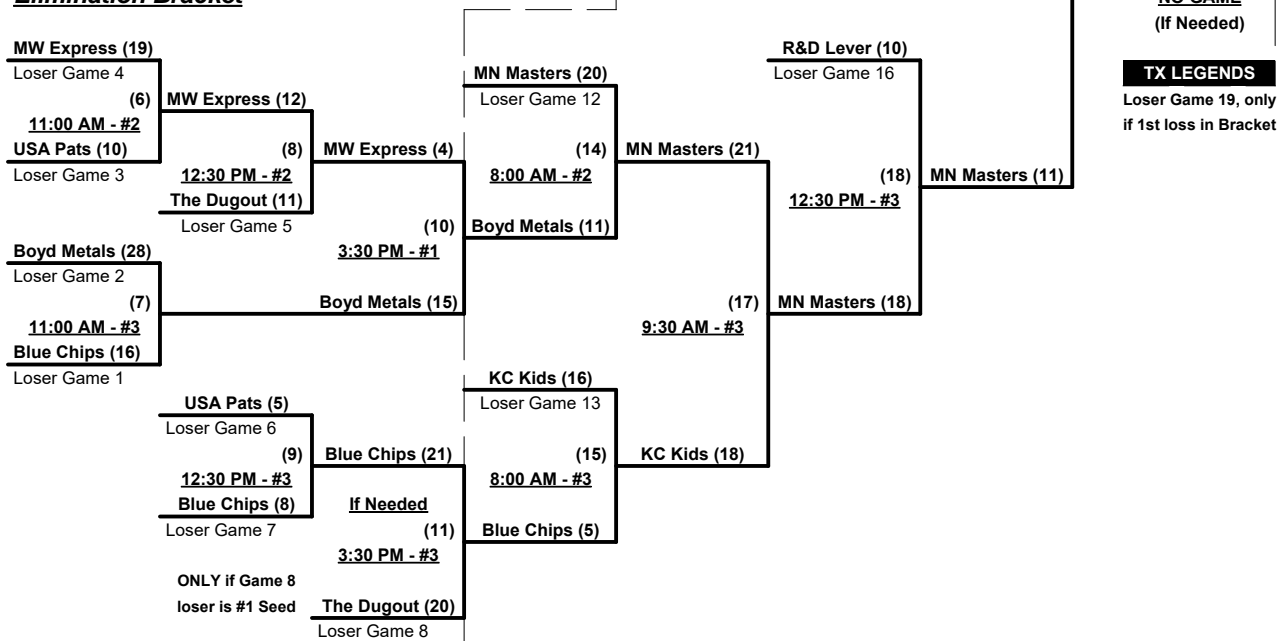 Elimination Bracket
NO GAME
(If Needed)
MW Express (19)
Loser Game 4
(6)
11:00 AM - #2
USA Pats (10)
Loser Game 3
MW Express (12)
(8)
12:30 PM - #2
The Dugout (11)
Loser Game 5
MW Express (4)
(10)
3:30 PM - #1
Boyd Metals (28)
Loser Game 2
(7)
11:00 AM - #3
Blue Chips (16)
Loser Game 1
Boyd Metals (15)
MN Masters (20)
Loser Game 12
(14)
8:00 AM - #2
Boyd Metals (11)
MN Masters (21)
(17)
9:30 AM - #3
R&D Lever (10)
Loser Game 16
(18)
12:30 PM - #3
MN Masters (18)
MN Masters (11)
TX LEGENDS
Loser Game 19, only
if 1st loss in Bracket
USA Pats (5)
Loser Game 6
(9)
12:30 PM - #3
Blue Chips (8)
Loser Game 7
Blue Chips (21)
If Needed
(11)
3:30 PM - #3
ONLY if Game 8
loser is #1 Seed
The Dugout (20)
Loser Game 8
KC Kids (16)
Loser Game 13
(15)
8:00 AM - #3
Blue Chips (5)
KC Kids (18)